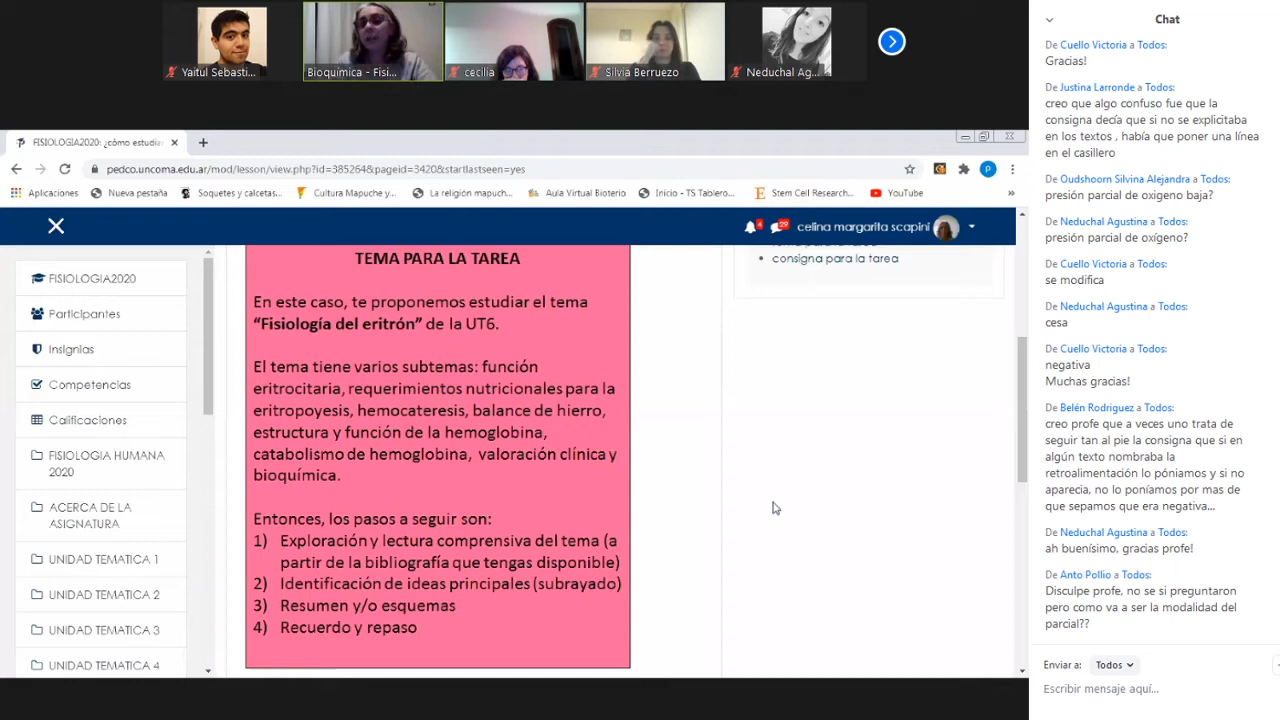 Yaitul Sebasti...
Bioquímica - Fisi...
cecilia
Silvia Berruezo
Neduchal Ag...
FISIOLOGIA2020: ¿cómo estudia
pedco.uncoma.edu.ar/mod/lesson/view.php?id=385264&pageid=3420&startlastseen=yes
P
Aplicaciones
Nueva pestaña
Soquetes y calcetas...
Cultura Mapuche y...
La religión mapuch...
Aula Virtual Bioterio
Inicio - TS Tablero...
Stem Cell Research...
YouTube
»
4
29
celina margarita scapini
FISIOLOGIA2020
Participantes
Insignias
Competencias
Calificaciones
FISIOLOGIA HUMANA
2020
ACERCA DE LA
ASIGNATURA
UNIDAD TEMATICA 1
UNIDAD TEMATICA 2
UNIDAD TEMATICA 3
UNIDAD TEMATICA 4
TEMA PARA LA TAREA
En este caso, te proponemos estudiar el tema
“Fisiología del eritrón” de la UT6.
El tema tiene varios subtemas: función
eritrocitaria, requerimientos nutricionales para la
eritropoyesis, hemocateresis, balance de hierro,
estructura y función de la hemoglobina,
catabolismo de hemoglobina, valoración clínica y
bioquímica.
Entonces, los pasos a seguir son:
1) Exploración y lectura comprensiva del tema (a
partir de la bibliografía que tengas disponible)
2) Identificación de ideas principales (subrayado)
3) Resumen y/o esquemas
4) Recuerdo y repaso
tema para la tarea
• consigna para la tarea
Chat
De Cuello Victoria a Todos:
Gracias!
De Justina Larronde a Todos:
creo que algo confuso fue que la
consigna decía que si no se explicitaba
en los textos , había que poner una línea
en el casillero
De Oudshoorn Silvina Alejandra a Todos:
presión parcial de oxigeno baja?
De Neduchal Agustina a Todos:
presión parcial de oxígeno?
De Cuello Victoria a Todos:
se modifica
De Neduchal Agustina a Todos:
cesa
De Cuello Victoria a Todos:
negativa
Muchas gracias!
De Belén Rodriguez a Todos:
creo profe que a veces uno trata de
seguir tan al pie la consigna que si en
algún texto nombraba la
retroalimentación lo póniamos y si no
aparecia, no lo poníamos por mas de
que sepamos que era negativa...
De Neduchal Agustina a Todos:
ah buenísimo, gracias profe!
De Anto Pollio a Todos:
Disculpe profe, no se si preguntaron
pero como va a ser la modalidad del
parcial??
Enviar a: Todos
Escribir mensaje aquí...